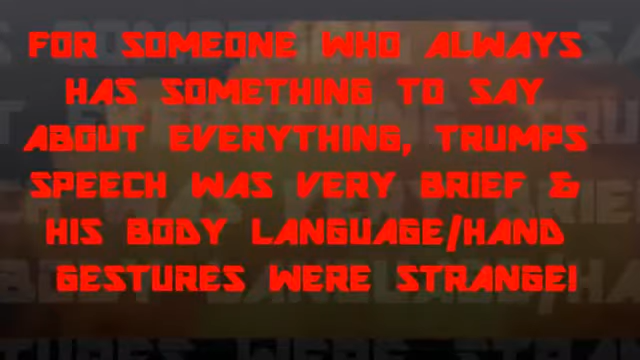 FOR SOMEONE WHO ALWAYS
HAS SOMETHING TO SAY
ABOUT EVERYTHING, TRUMPS
SPEECH WAS VERY BRIEF &
HIS BODY LANGUAGE/HAND
GESTURES WERE STRANGE!